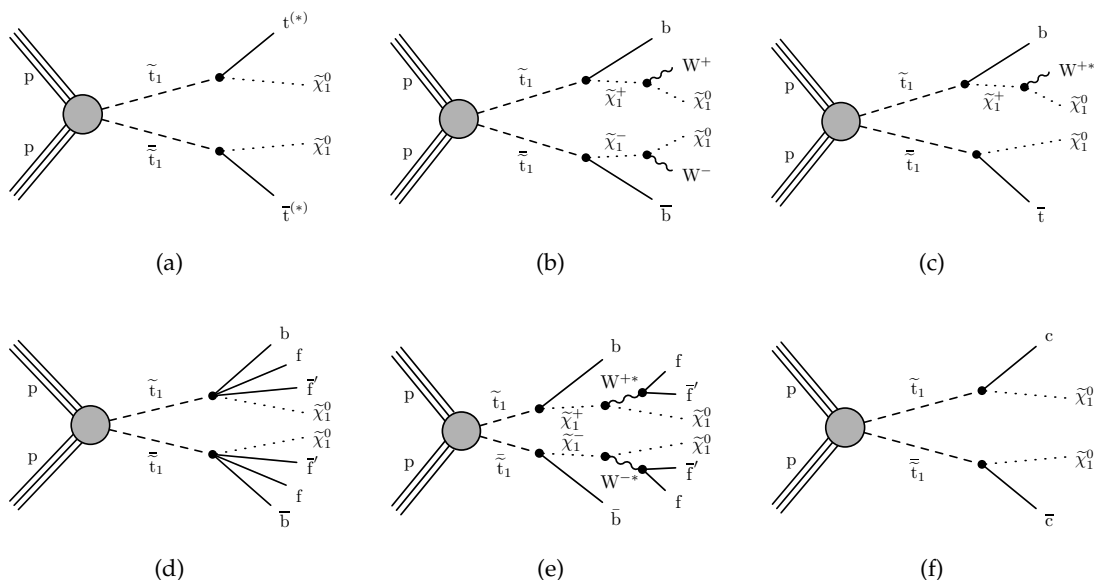 p
p
t̃₁
t̃̅₁
t⁽*⁾
χ̃₁⁰
χ̃₁⁰
t̅⁽*⁾
(a)
p
p
t̃₁
t̃̅₁
b
χ̃₁⁺
W⁺
χ̃₁⁰
χ̃₁⁰
χ̃₁⁻
W⁻
b̅
(b)
p
p
t̃₁
t̃̅₁
b
χ̃₁⁺
W⁺*
χ̃₁⁰
χ̃₁⁰
t̅
(c)
p
p
t̃₁
t̃̅₁
b
f
f̅′
χ̃₁⁰
χ̃₁⁰
f̅′
f
b̅
(d)
p
p
t̃₁
t̃̅₁
b
χ̃₁⁺
W⁺*
f
f̅′
χ̃₁⁰
χ̃₁⁰
χ̃₁⁻
W⁻*
f̅′
f
b̅
(e)
p
p
t̃₁
t̃̅₁
c
χ̃₁⁰
χ̃₁⁰
c̅
(f)